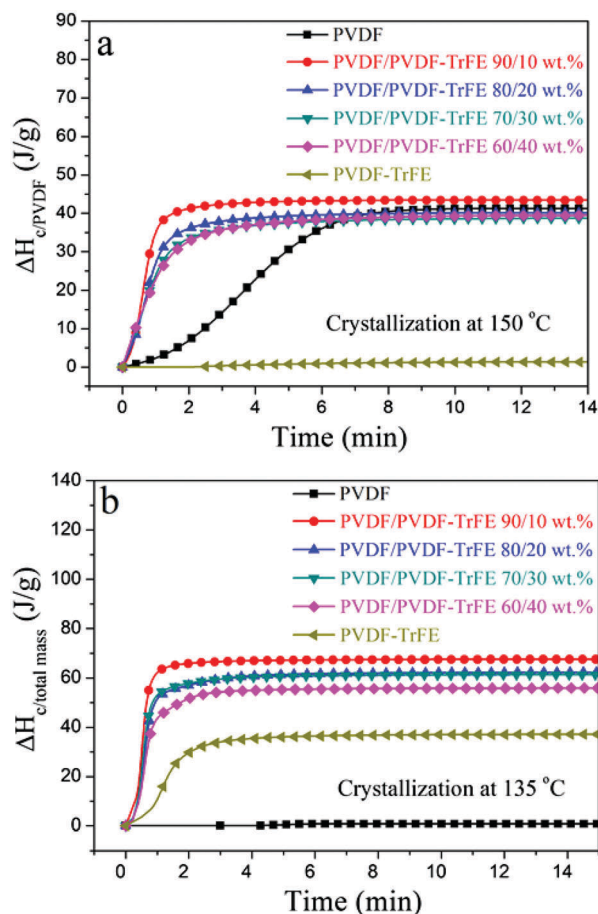 a
PVDF
PVDF/PVDF-TrFE 90/10 wt.%
PVDF/PVDF-TrFE 80/20 wt.%
PVDF/PVDF-TrFE 70/30 wt.%
PVDF/PVDF-TrFE 60/40 wt.%
PVDF-TrFE
90
80
70
60
50
40
30
20
10
0
ΔH c/PVDF (J/g)
Crystallization at 150 °C
0 2 4 6 8 10 12 14
Time (min)
b
PVDF
PVDF/PVDF-TrFE 90/10 wt.%
PVDF/PVDF-TrFE 80/20 wt.%
PVDF/PVDF-TrFE 70/30 wt.%
PVDF/PVDF-TrFE 60/40 wt.%
PVDF-TrFE
140
120
100
80
60
40
20
0
ΔH c/total mass (J/g)
Crystallization at 135 °C
0 2 4 6 8 10 12 14
Time (min)